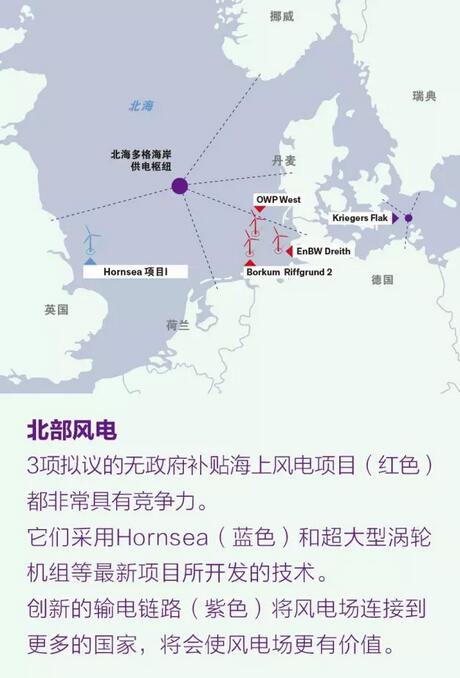 挪威
瑞典
北海
北海多格海岸
供电枢纽
丹麦
OWP West
Kriegers Flak
EnBW Dreith
Hornsea 项目I
Borkum Riffgrund 2
德国
英国
荷兰
北部风电
3项拟议的无政府补贴海上风电项目（红色）
都非常具有竞争力。
它们采用Hornsea（蓝色）和超大型涡轮
机组等最新项目所开发的技术。
创新的输电链路（紫色）将风电场连接到
更多的国家，将会使风电场更有价值。